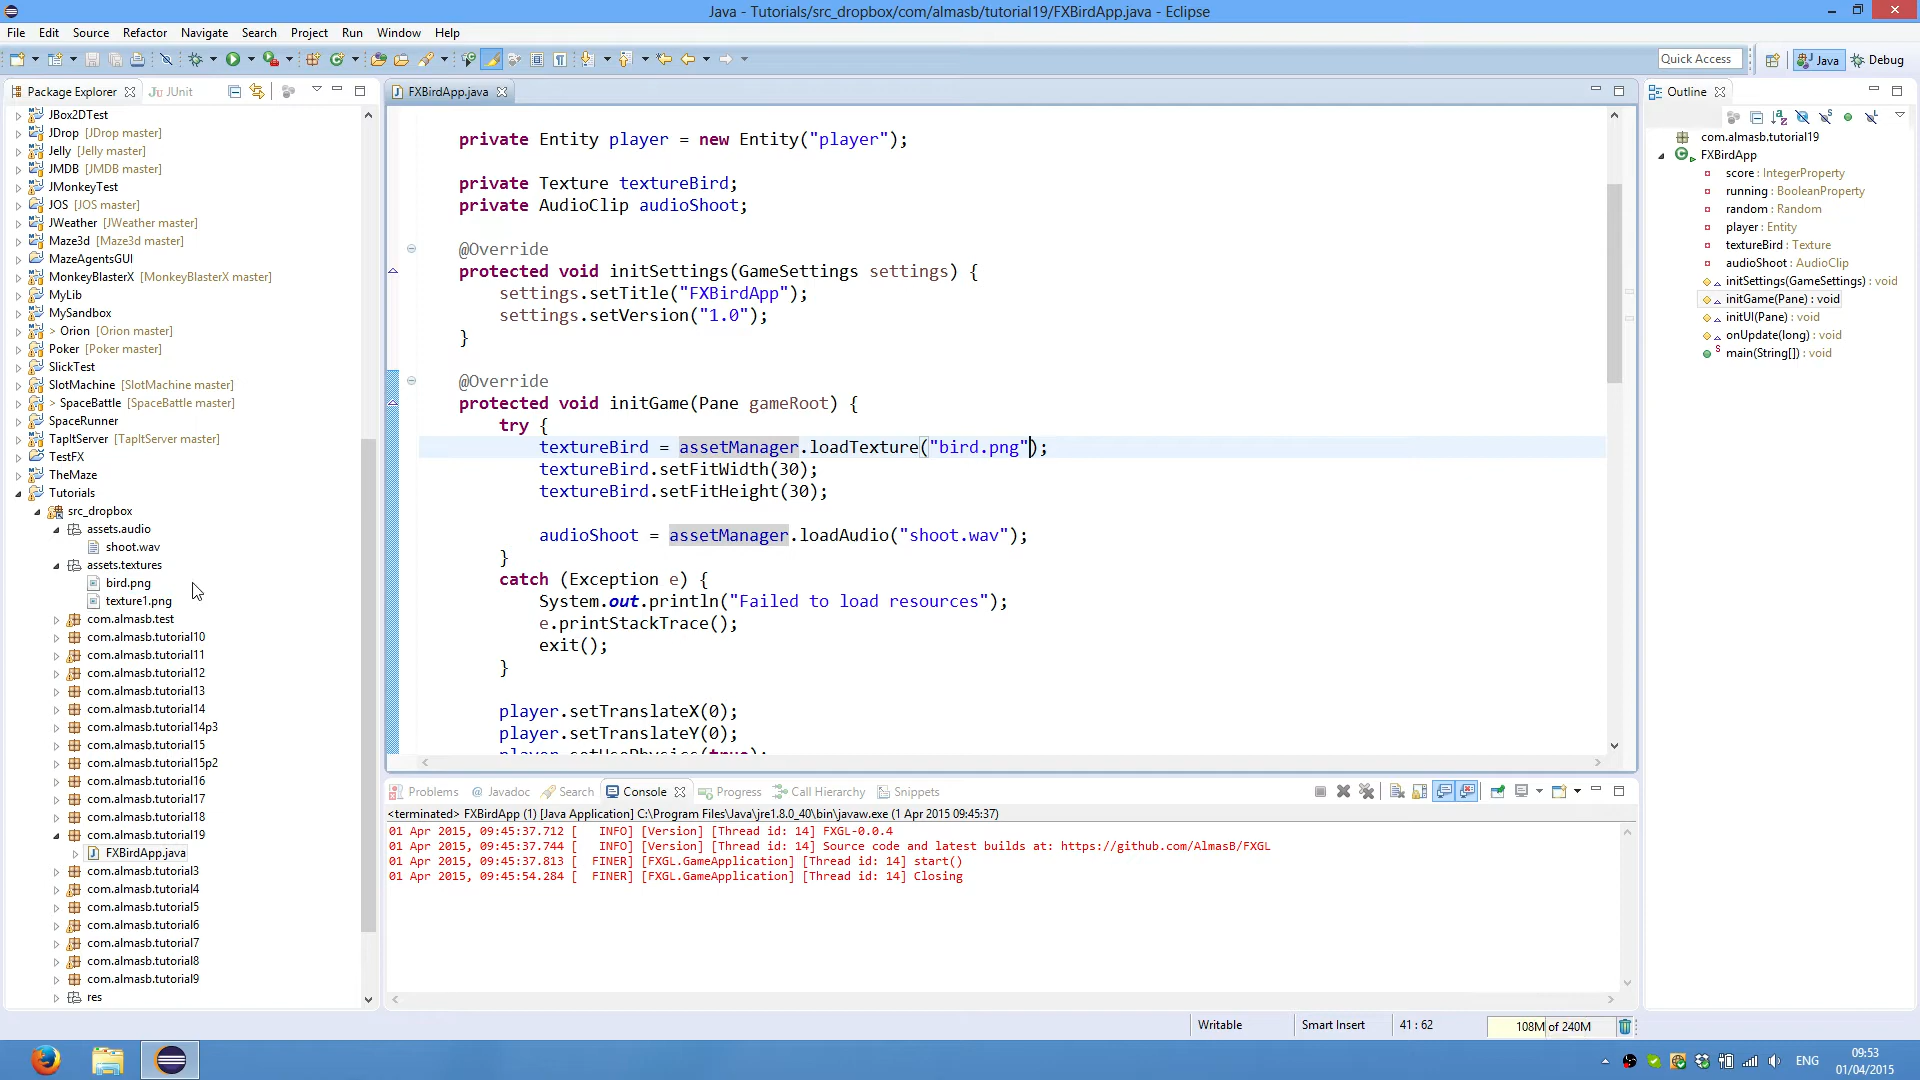 Java - Tutorials/src_dropbox/com/almasb/tutorial19/FXBirdApp.java - Eclipse
File Edit Source Refactor Navigate Search Project Run Window Help
Quick Access
Java
Debug
Package Explorer
JUnit
JBox2DTest
JDrop [JDrop master]
Jelly [Jelly master]
JMDB [JMDB master]
JMonkeyTest
JOS [JOS master]
JWeather [JWeather master]
Maze3d [Maze3d master]
MazeAgentsGUI
MonkeyBlasterX [MonkeyBlasterX master]
MyLib
MySandbox
> Orion [Orion master]
Poker [Poker master]
SlickTest
SlotMachine [SlotMachine master]
> SpaceBattle [SpaceBattle master]
SpaceRunner
TapItServer [TapItServer master]
TestFX
TheMaze
Tutorials
src_dropbox
assets.audio
shoot.wav
assets.textures
bird.png
texture1.png
com.almasb.test
com.almasb.tutorial10
com.almasb.tutorial11
com.almasb.tutorial12
com.almasb.tutorial13
com.almasb.tutorial14
com.almasb.tutorial14p3
com.almasb.tutorial15
com.almasb.tutorial15p2
com.almasb.tutorial16
com.almasb.tutorial17
com.almasb.tutorial18
com.almasb.tutorial19
FXBirdApp.java
com.almasb.tutorial3
com.almasb.tutorial4
com.almasb.tutorial5
com.almasb.tutorial6
com.almasb.tutorial7
com.almasb.tutorial8
com.almasb.tutorial9
res
FXBirdApp.java
private Entity player = new Entity("player");
private Texture textureBird;
private AudioClip audioShoot;
@Override
protected void initSettings(GameSettings settings) {
settings.setTitle("FXBirdApp");
settings.setVersion("1.0");
}
@Override
protected void initGame(Pane gameRoot) {
try {
textureBird = assetManager.loadTexture("bird.png");
textureBird.setFitWidth(30);
textureBird.setFitHeight(30);
audioShoot = assetManager.loadAudio("shoot.wav");
}
catch (Exception e) {
System.out.println("Failed to load resources");
e.printStackTrace();
exit();
}
player.setTranslateX(0);
player.setTranslateY(0);
player.setUsePhysics(true);
Problems
Javadoc
Search
Console
Progress
Call Hierarchy
Snippets
<terminated> FXBirdApp (1) [Java Application] C:\Program Files\Java\jre1.8.0_40\bin\javaw.exe (1 Apr 2015 09:45:37)
01 Apr 2015, 09:45:37.712 [ INFO] [Version] [Thread id: 14] FXGL-0.0.4
01 Apr 2015, 09:45:37.744 [ INFO] [Version] [Thread id: 14] Source code and latest builds at: https://github.com/AlmasB/FXGL
01 Apr 2015, 09:45:37.813 [ FINER] [FXGL.GameApplication] [Thread id: 14] start()
01 Apr 2015, 09:45:54.284 [ FINER] [FXGL.GameApplication] [Thread id: 14] Closing
Outline
com.almasb.tutorial19
FXBirdApp
score : IntegerProperty
running : BooleanProperty
random : Random
player : Entity
textureBird : Texture
audioShoot : AudioClip
initSettings(GameSettings) : void
initGame(Pane) : void
initUI(Pane) : void
onUpdate(long) : void
main(String[]) : void
Writable
Smart Insert
41 : 62
108M of 240M
ENG
09:53
01/04/2015